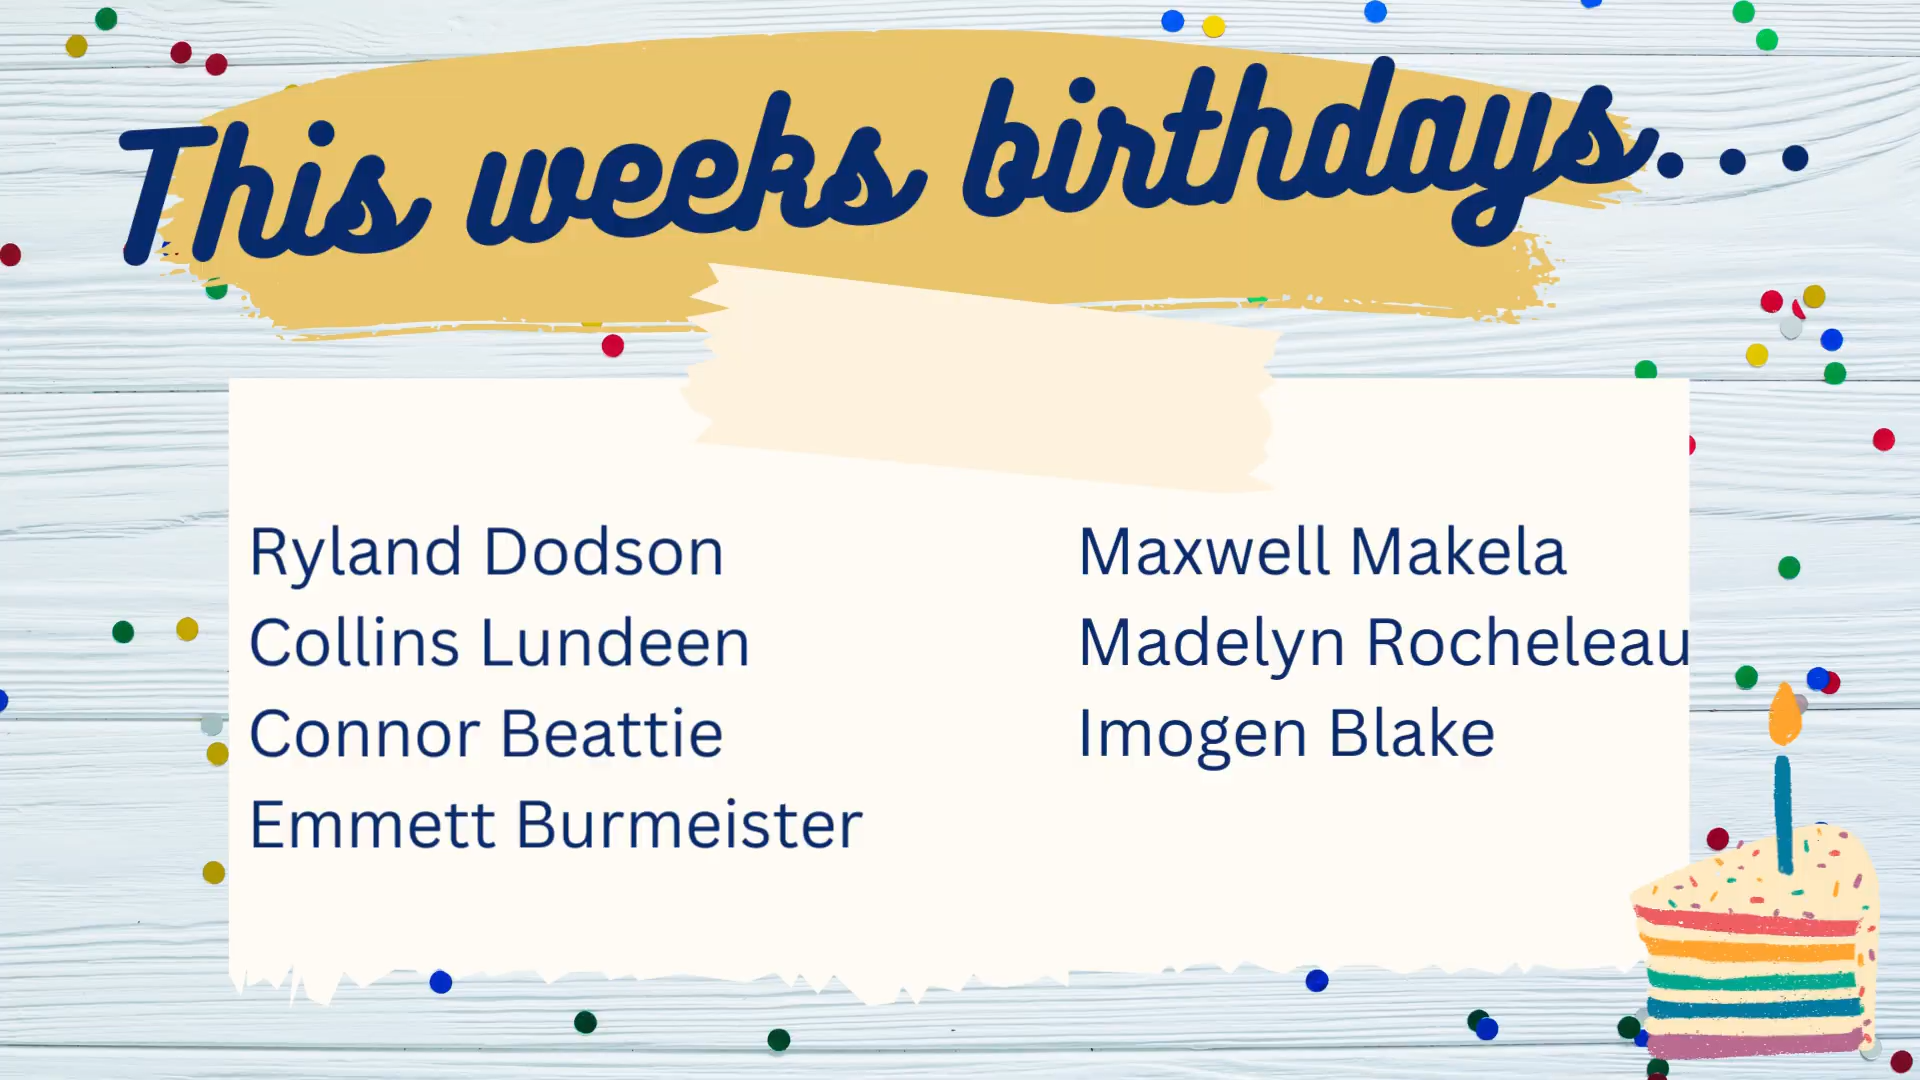 This weeks birthdays...
Ryland Dodson
Collins Lundeen
Connor Beattie
Emmett Burmeister
Maxwell Makela
Madelyn Rocheleau
Imogen Blake